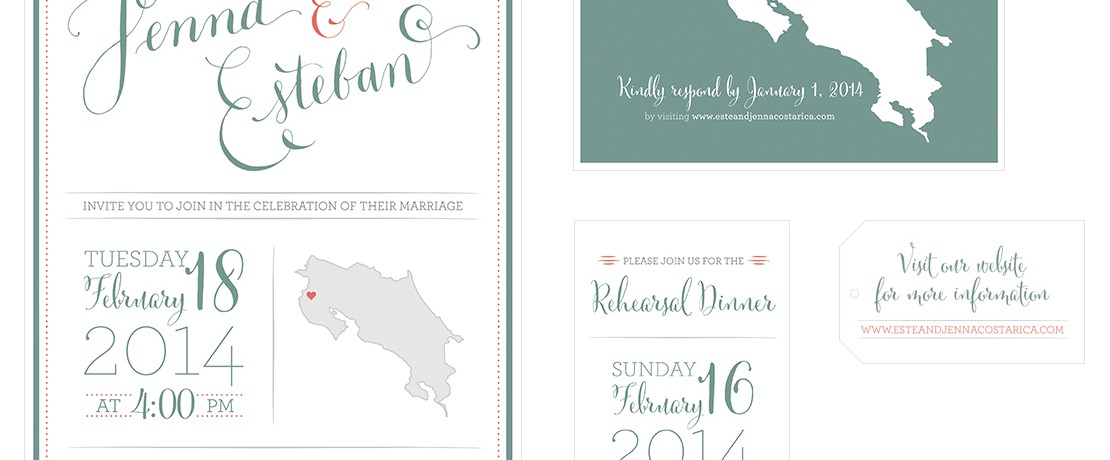 Jenna &
Esteban
INVITE YOU TO JOIN IN THE CELEBRATION OF THEIR MARRIAGE
TUESDAY
February 18
2014
AT 4:00 PM
Kindly respond by January 1, 2014
by visiting www.esteandjennacostarica.com
PLEASE JOIN US FOR THE
Rehearsal Dinner
SUNDAY
February 16
2014
Visit our website
for more information
WWW.ESTEANDJENNACOSTARICA.COM